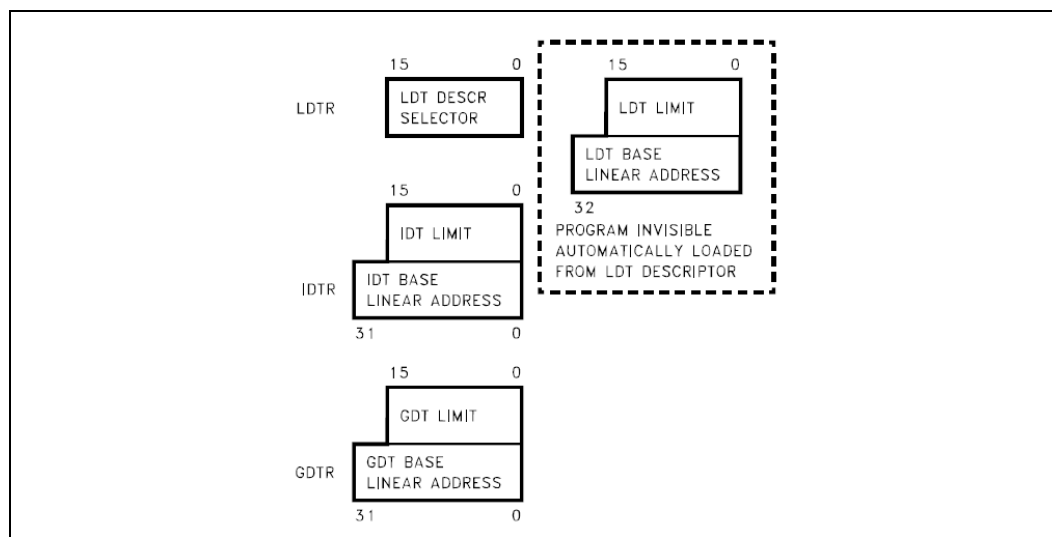 15 0
LDTR
LDT DESCR
SELECTOR
15 0
LDT LIMIT
LDT BASE
LINEAR ADDRESS
32
PROGRAM INVISIBLE
AUTOMATICALLY LOADED
FROM LDT DESCRIPTOR
15 0
IDT LIMIT
IDTR
IDT BASE
LINEAR ADDRESS
31 0
15 0
GDT LIMIT
GDTR
GDT BASE
LINEAR ADDRESS
31 0